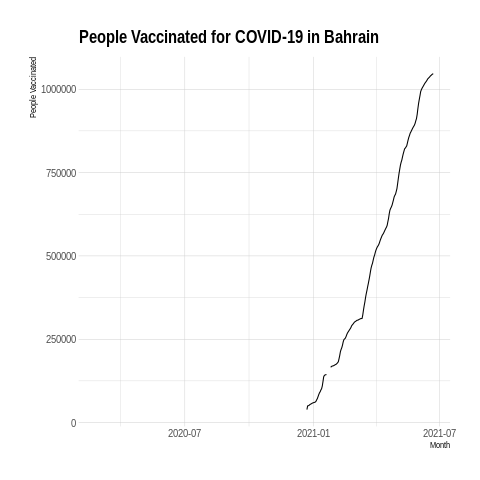 People Vaccinated for COVID-19 in Bahrain
People Vaccinated
1000000
750000
500000
250000
0
2020-07
2021-01
2021-07
Month